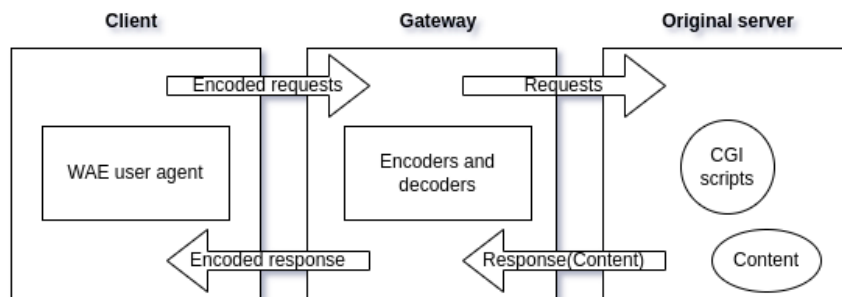 Client
Gateway
Original server
Encoded requests
Requests
WAE user agent
Encoders and
decoders
CGI
scripts
Encoded response
Response(Content)
Content